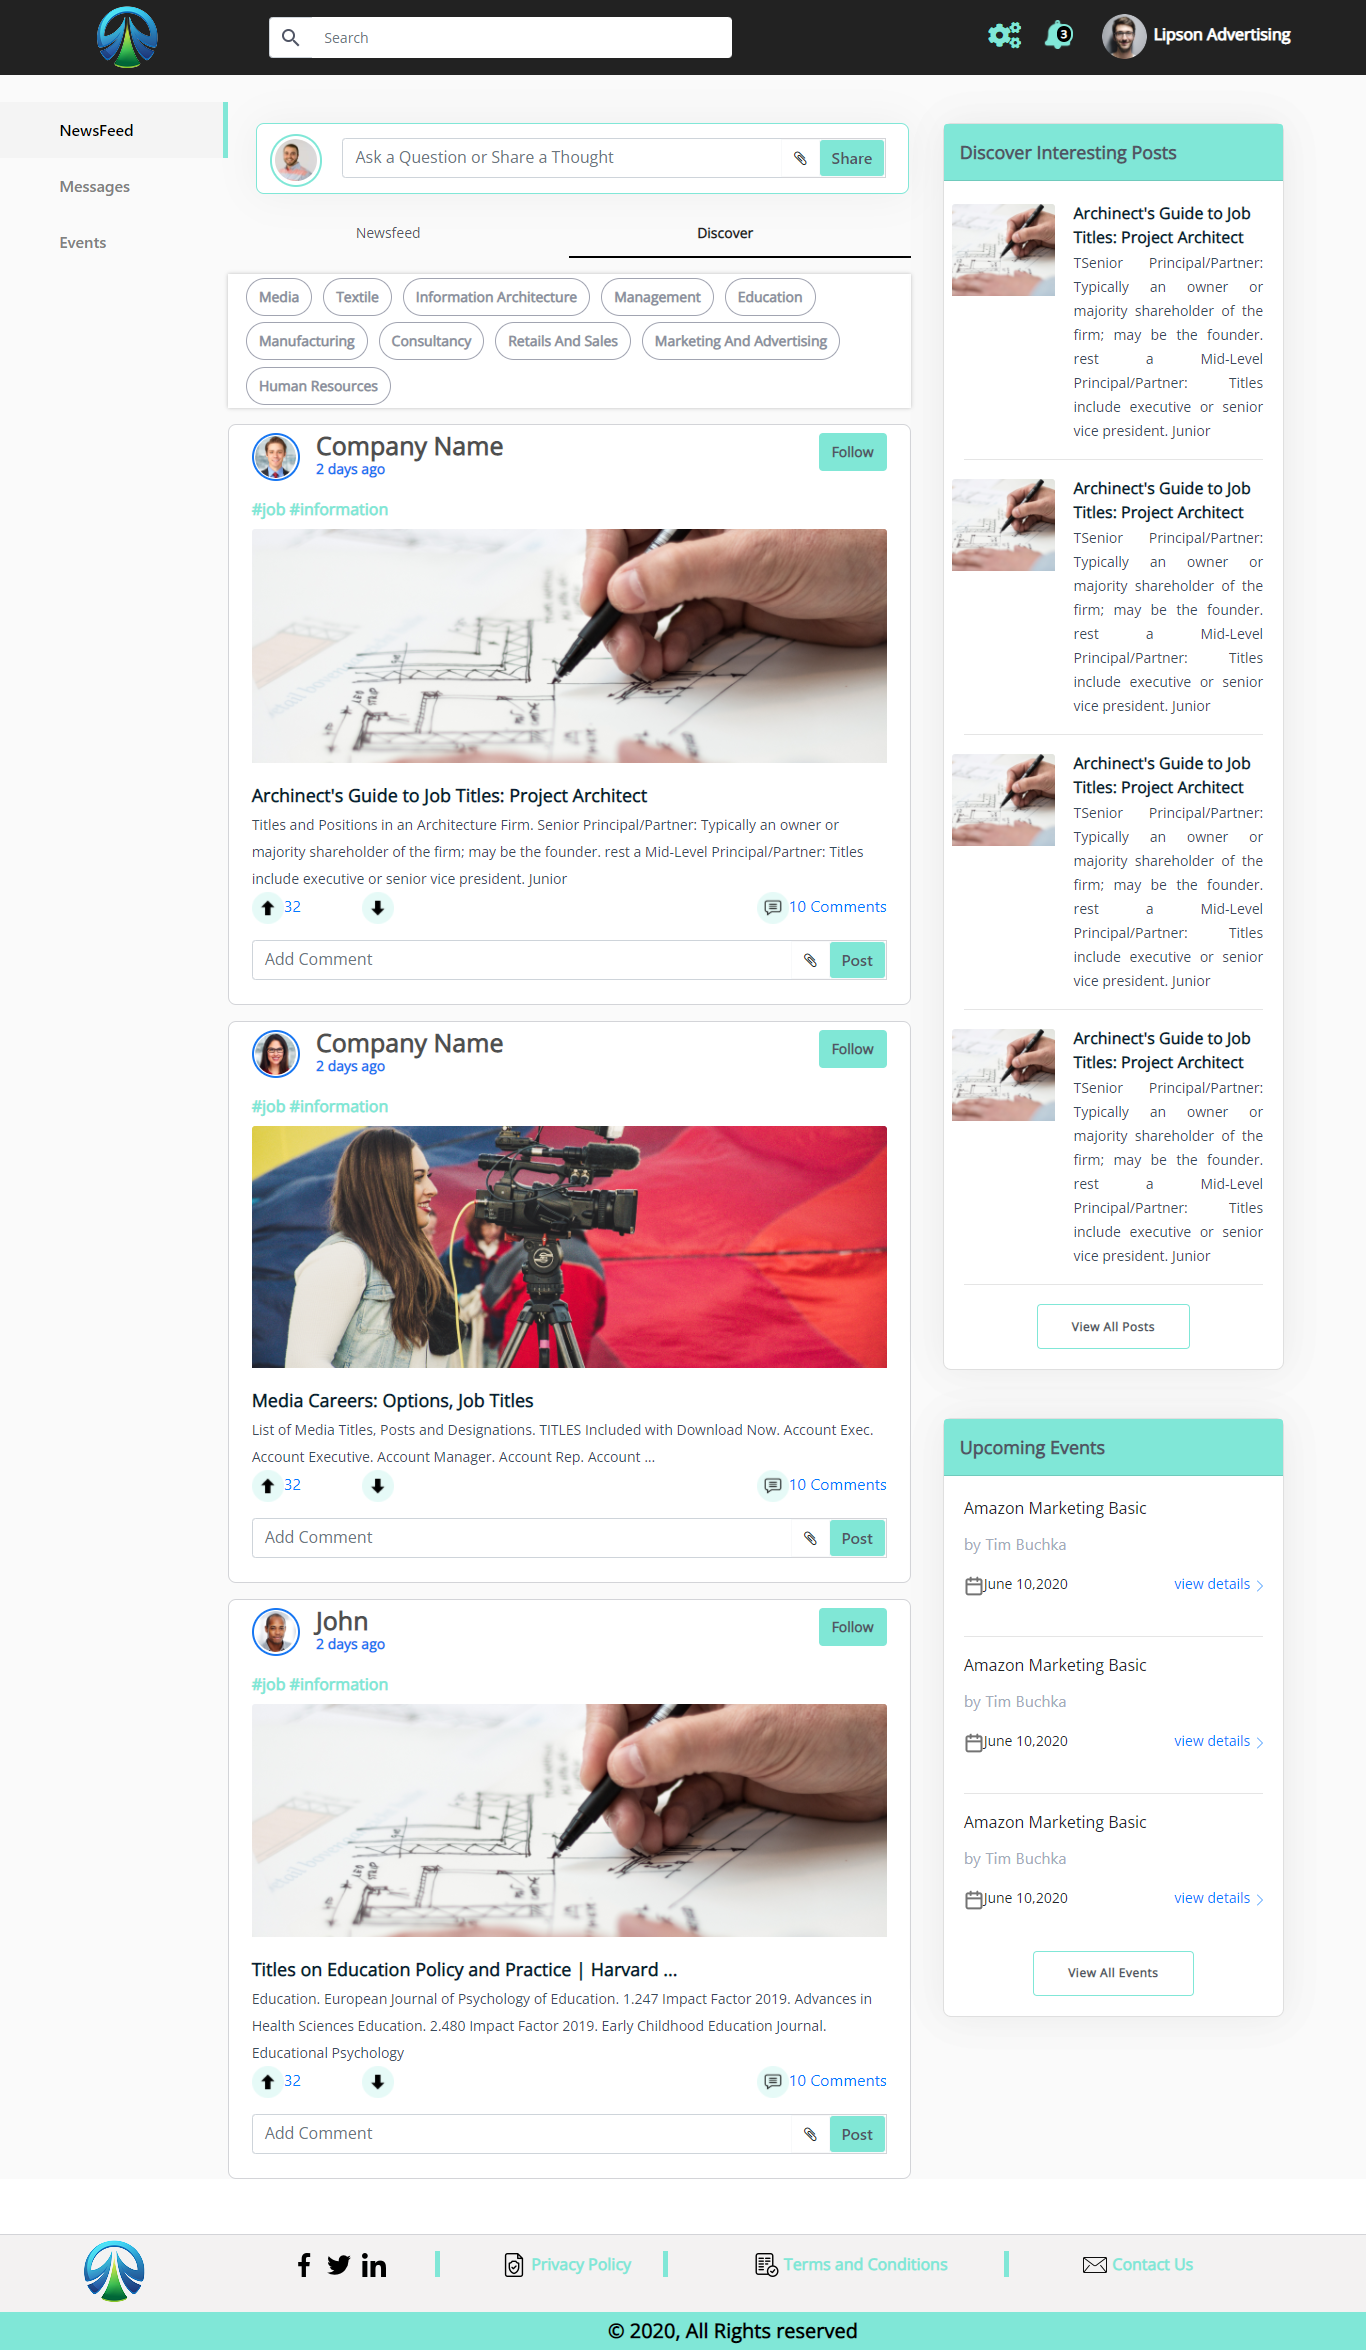 Search
3
Lipson Advertising
NewsFeed
Messages
Events
Ask a Question or Share a Thought
Share
Newsfeed
Discover
Media
Textile
Information Architecture
Management
Education
Manufacturing
Consultancy
Retails And Sales
Marketing And Advertising
Human Resources
Company Name
2 days ago
Follow
#job #information
Archinect's Guide to Job Titles: Project Architect
Titles and Positions in an Architecture Firm. Senior Principal/Partner: Typically an owner or
majority shareholder of the firm; may be the founder. rest a Mid-Level Principal/Partner: Titles
include executive or senior vice president. Junior
32
10 Comments
Add Comment
Post
Company Name
2 days ago
Follow
#job #information
Media Careers: Options, Job Titles
List of Media Titles, Posts and Designations. TITLES Included with Download Now. Account Exec.
Account Executive. Account Manager. Account Rep. Account ...
32
10 Comments
Add Comment
Post
John
2 days ago
Follow
#job #information
Titles on Education Policy and Practice | Harvard ...
Education. European Journal of Psychology of Education. 1.247 Impact Factor 2019. Advances in
Health Sciences Education. 2.480 Impact Factor 2019. Early Childhood Education Journal.
Educational Psychology
32
10 Comments
Add Comment
Post
Discover Interesting Posts
Archinect's Guide to Job
Titles: Project Architect
TSenior Principal/Partner:
Typically an owner or
majority shareholder of the
firm; may be the founder.
rest a Mid-Level
Principal/Partner: Titles
include executive or senior
vice president. Junior
Archinect's Guide to Job
Titles: Project Architect
TSenior Principal/Partner:
Typically an owner or
majority shareholder of the
firm; may be the founder.
rest a Mid-Level
Principal/Partner: Titles
include executive or senior
vice president. Junior
Archinect's Guide to Job
Titles: Project Architect
TSenior Principal/Partner:
Typically an owner or
majority shareholder of the
firm; may be the founder.
rest a Mid-Level
Principal/Partner: Titles
include executive or senior
vice president. Junior
Archinect's Guide to Job
Titles: Project Architect
TSenior Principal/Partner:
Typically an owner or
majority shareholder of the
firm; may be the founder.
rest a Mid-Level
Principal/Partner: Titles
include executive or senior
vice president. Junior
View All Posts
Upcoming Events
Amazon Marketing Basic
by Tim Buchka
June 10,2020
view details
Amazon Marketing Basic
by Tim Buchka
June 10,2020
view details
Amazon Marketing Basic
by Tim Buchka
June 10,2020
view details
View All Events
Privacy Policy
Terms and Conditions
Contact Us
© 2020, All Rights reserved